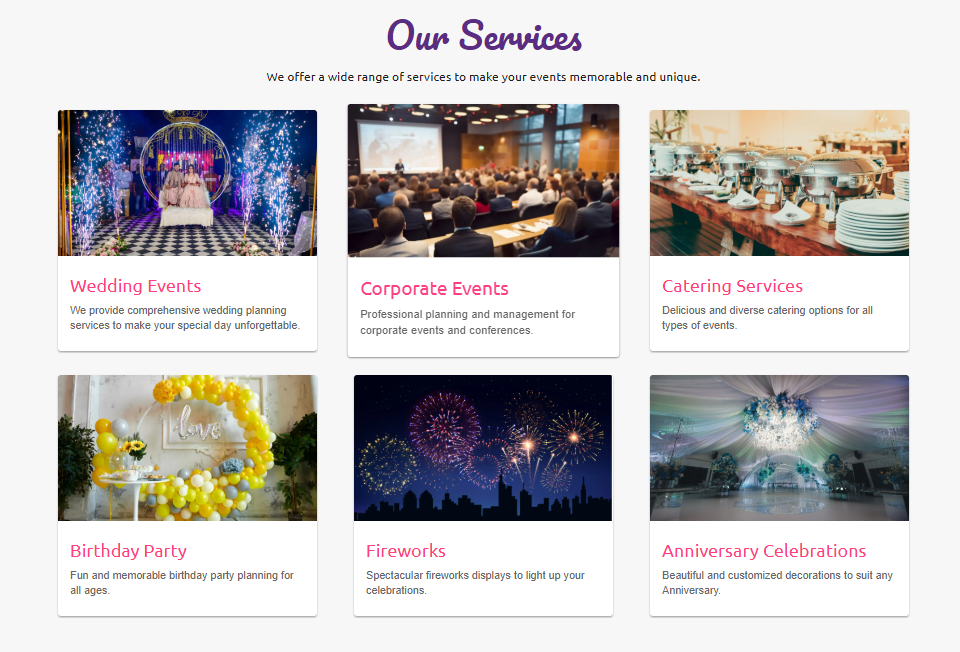 Our Services
We offer a wide range of services to make your events memorable and unique.
Wedding Events
We provide comprehensive wedding planning
services to make your special day unforgettable.
Corporate Events
Professional planning and management for
corporate events and conferences.
Catering Services
Delicious and diverse catering options for all
types of events.
love
Birthday Party
Fun and memorable birthday party planning for
all ages.
Fireworks
Spectacular fireworks displays to light up your
celebrations.
Anniversary Celebrations
Beautiful and customized decorations to suit any
Anniversary.